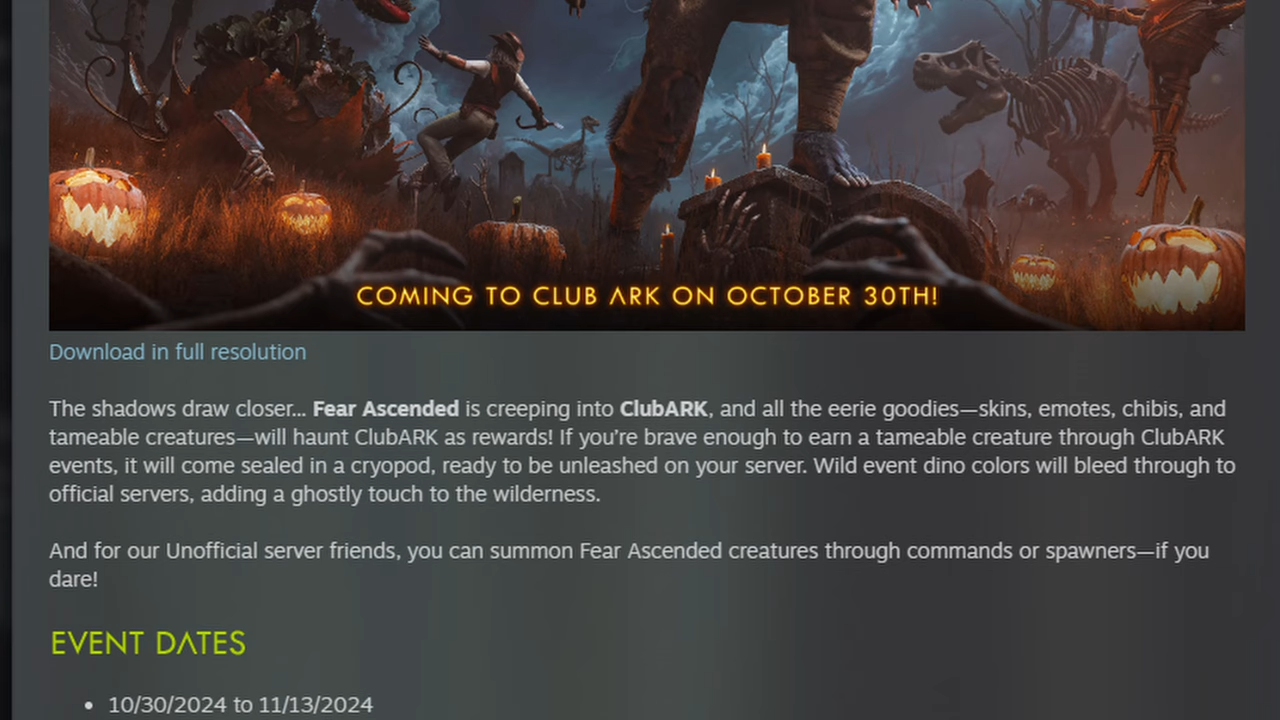 COMING TO CLUB ARK ON OCTOBER 30TH!
Download in full resolution
The shadows draw closer... Fear Ascended is creeping into ClubARK, and all the eerie goodies—skins, emotes, chibis, and
tameable creatures—will haunt ClubARK as rewards! If you’re brave enough to earn a tameable creature through ClubARK
events, it will come sealed in a cryopod, ready to be unleashed on your server. Wild event dino colors will bleed through to
official servers, adding a ghostly touch to the wilderness.
And for our Unofficial server friends, you can summon Fear Ascended creatures through commands or spawners—if you
dare!
EVENT DATES
• 10/30/2024 to 11/13/2024